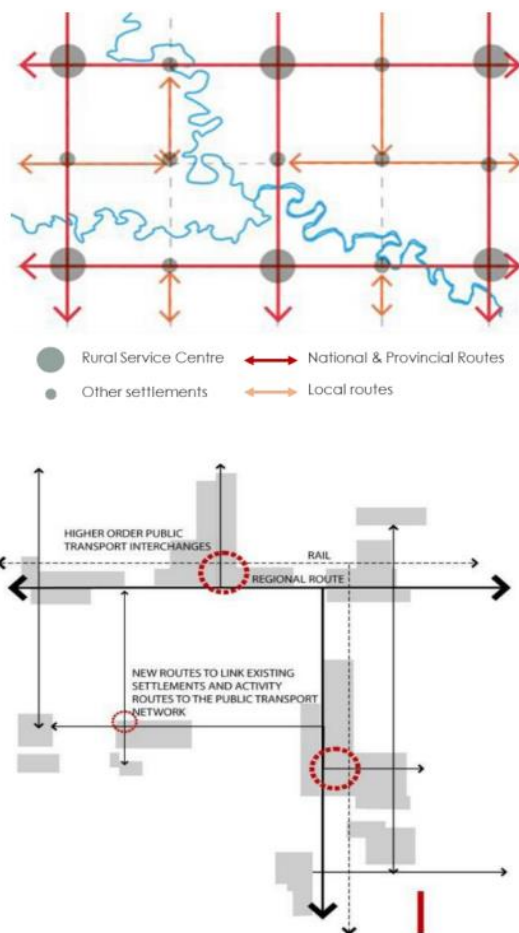 Rural Service Centre
National & Provincial Routes
Other settlements
Local routes
HIGHER ORDER PUBLIC
TRANSPORT INTERCHANGES
RAIL
REGIONAL ROUTE
NEW ROUTES TO LINK EXISTING
SETTLEMENTS AND ACTIVITY
ROUTES TO THE PUBLIC TRANSPORT
NETWORK